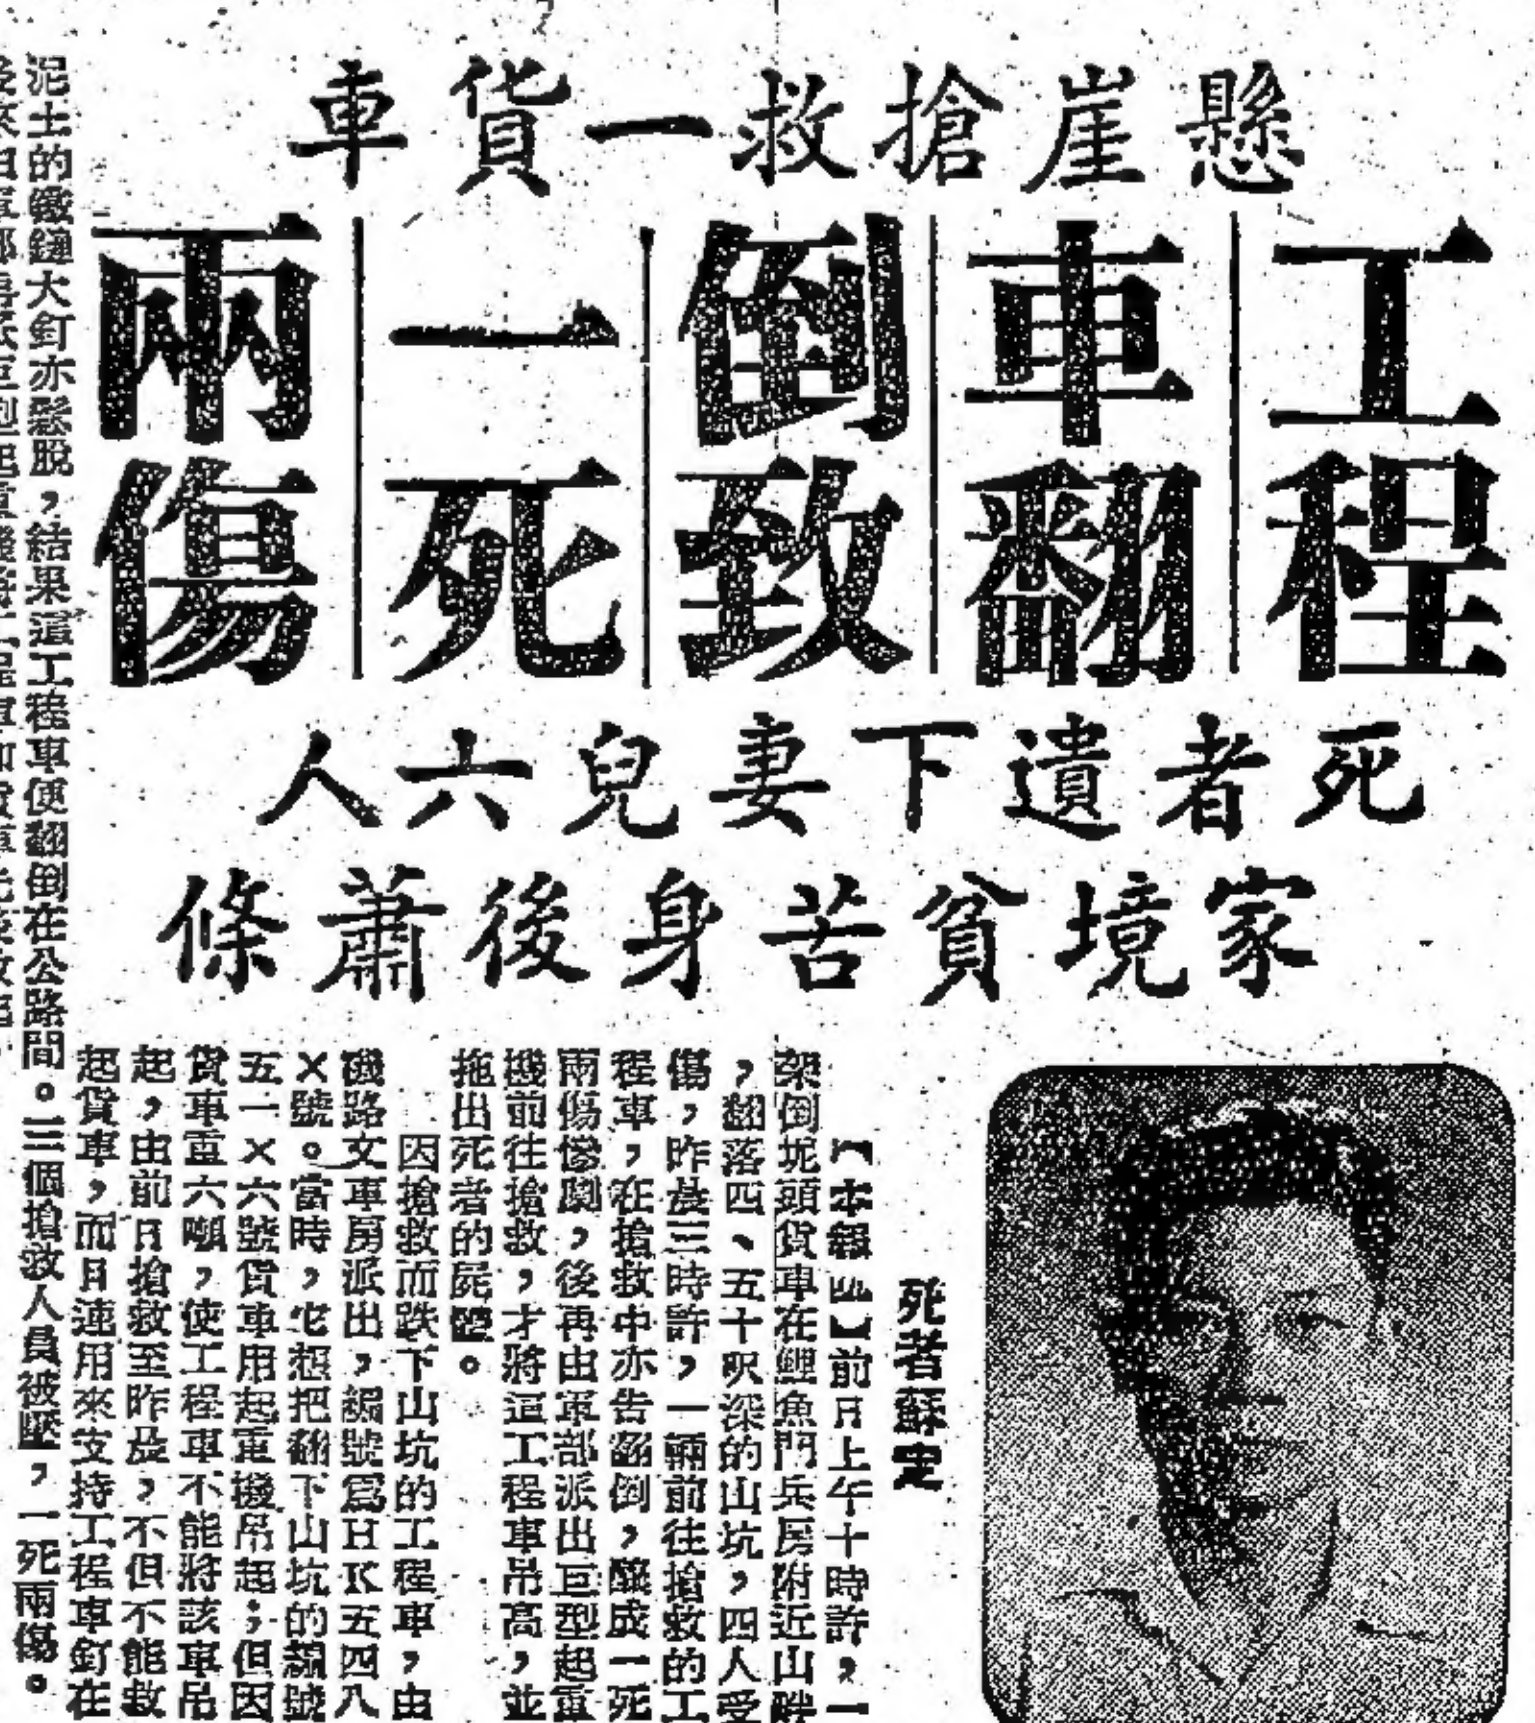 懸崖搶救一貨車
工程
車翻
倒致
一死
兩傷
死者遺下妻兒六人
家境貧苦身後蕭條
死者蘇定
【本報訊】前日上午十時許,一
架倒坭頭貨車在鯉魚門兵房附近山畔
,翻落四、五十呎深的山坑,四人受
傷,昨晨三時許,一輛前往搶救的工
程車,在搶救中亦告翻倒,釀成一死
兩傷慘劇,後再由軍部派出巨型起重
機前往搶救,才將這工程車吊高,並
拖出死者的屍體。
因搶救而跌下山坑的工程車,由
磯路文車房派出,編號爲HK五四八
×號。當時,它想把翻下山坑的編號
五一×六號貨車用起重機吊起;但因
貨車重六噸,使工程車不能將該車吊
起,由前日搶救至昨晨,不但不能救
起貨車,而且連用來支持工程車釘在
泥土的鐵鏈大釘亦鬆脫,結果這工程車便翻倒在公路間。三個搶救人員被壓,一死兩傷。